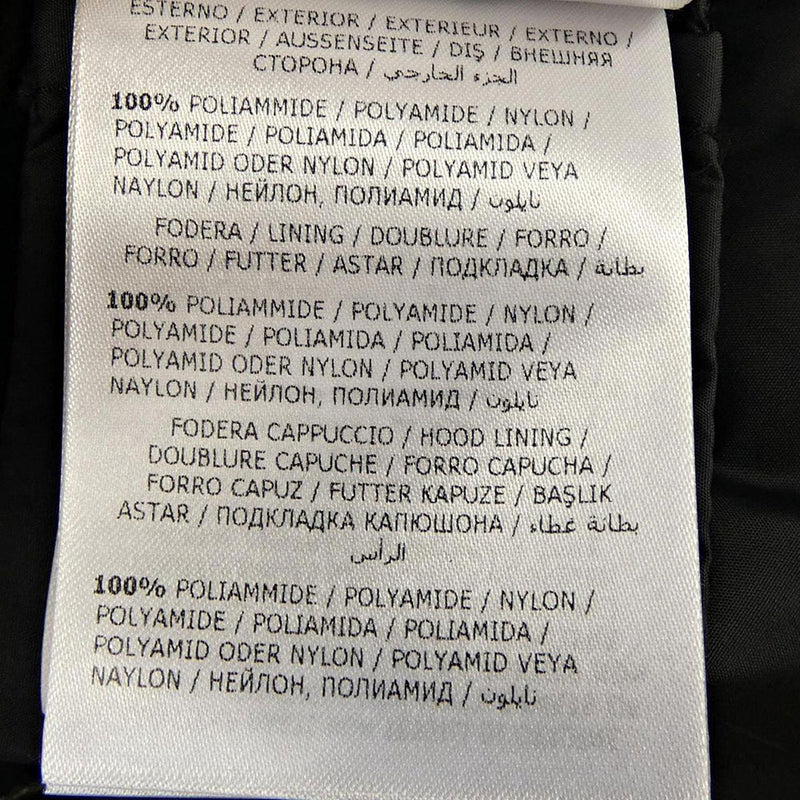 ESTERNO / EXTERIOR / EXTERIEUR / EXTERNO /
EXTERIOR / AUSSENSEITE / DIŞ / ВНЕШНЯЯ
СТОРОНА / الجزء الخارجي
100% POLIAMMIDE / POLYAMIDE / NYLON /
POLYAMIDE / POLIAMIDA / POLIAMIDA /
POLYAMID ODER NYLON / POLYAMID VEYA
NAYLON / НЕЙЛОН, ПОЛИАМИД / نايلون
FODERA / LINING / DOUBLURE / FORRO /
FORRO / FUTTER / ASTAR / ПОДКЛАДКА / بطانة
100% POLIAMMIDE / POLYAMIDE / NYLON /
POLYAMIDE / POLIAMIDA / POLIAMIDA /
POLYAMID ODER NYLON / POLYAMID VEYA
NAYLON / НЕЙЛОН, ПОЛИАМИД / نايلون
FODERA CAPPUCCIO / HOOD LINING /
DOUBLURE CAPUCHE / FORRO CAPUCHA /
FORRO CAPUZ / FUTTER KAPUZE / BAŞLIK
ASTAR / ПОДКЛАДКА КАПЮШОНА / بطانة غطاء
الرأس
100% POLIAMMIDE / POLYAMIDE / NYLON /
POLYAMIDE / POLIAMIDA / POLIAMIDA /
POLYAMID ODER NYLON / POLYAMID VEYA
NAYLON / НЕЙЛОН, ПОЛИАМИД / نايلون